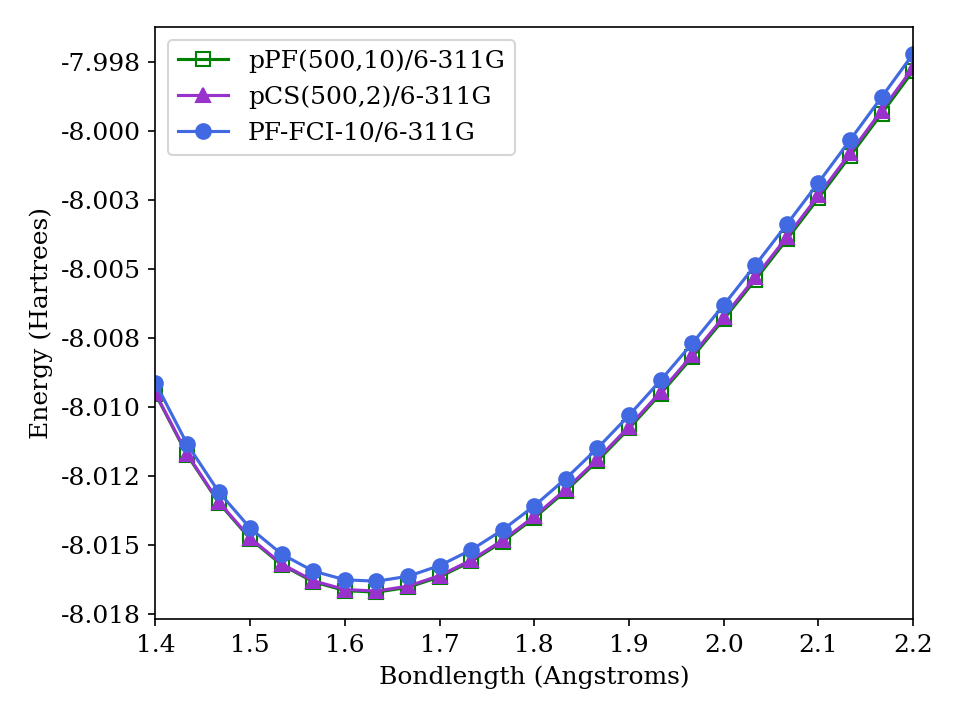 pPF(500,10)/6-311G
pCS(500,2)/6-311G
PF-FCI-10/6-311G
Energy (Hartrees)
-7.998
-8.000
-8.003
-8.005
-8.008
-8.010
-8.012
-8.015
-8.018
1.4 1.5 1.6 1.7 1.8 1.9 2.0 2.1 2.2
Bondlength (Angstroms)